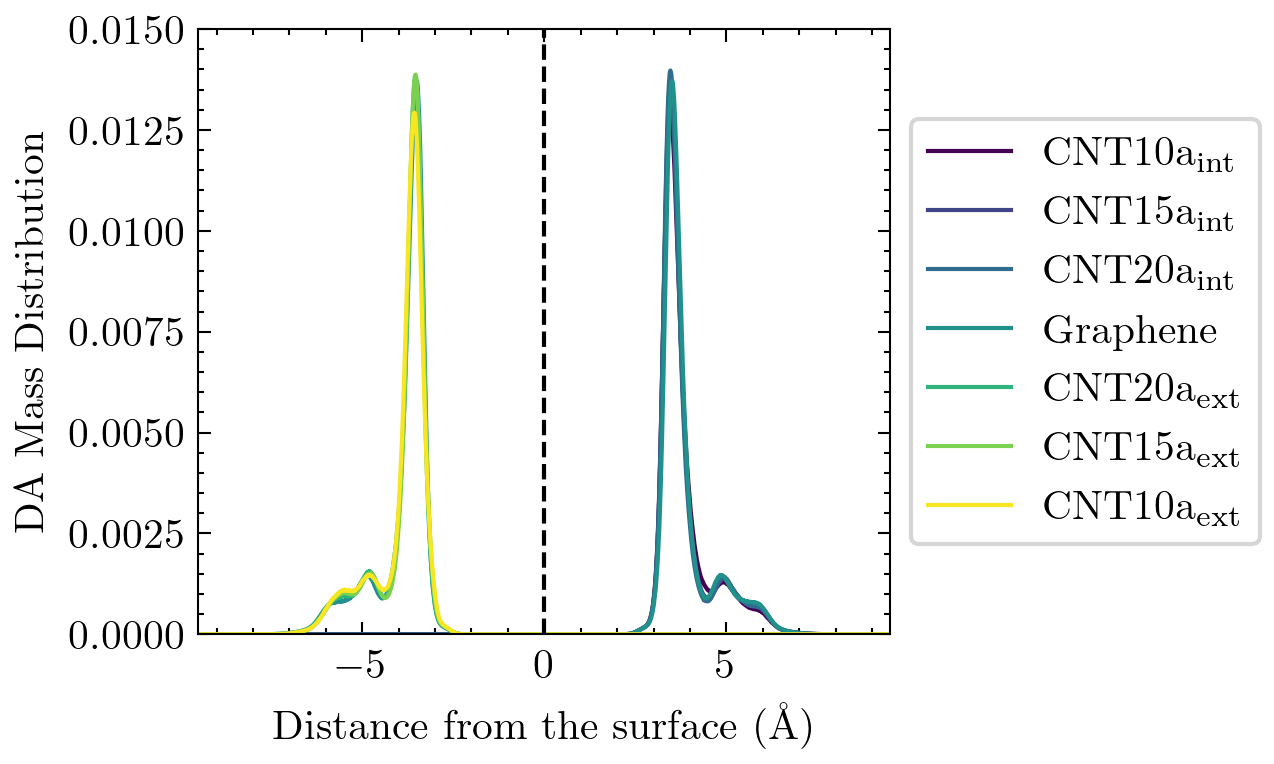 0.0150
0.0125
0.0100
0.0075
0.0050
0.0025
0.0000
DA Mass Distribution
−5 0 5
Distance from the surface (Å)
CNT10a_int
CNT15a_int
CNT20a_int
Graphene
CNT20a_ext
CNT15a_ext
CNT10a_ext